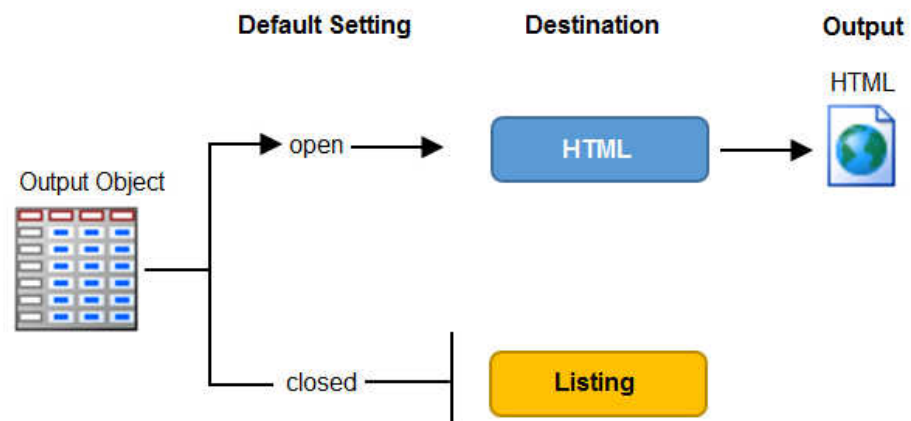 Default Setting Destination Output
HTML
open HTML
Output Object
closed Listing